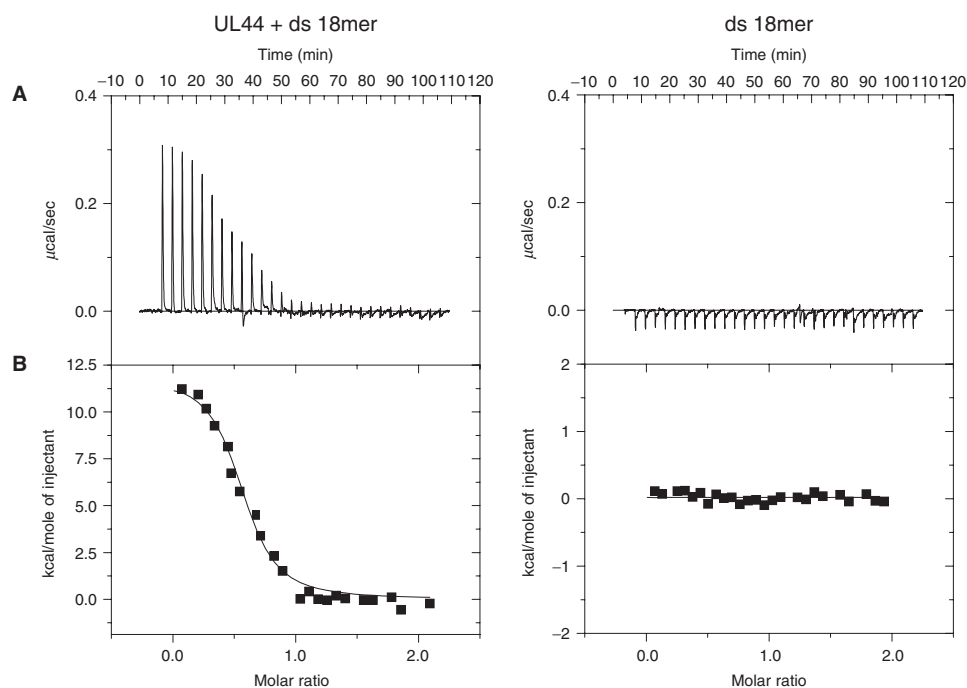 UL44 + ds 18mer
Time (min)
−10 0 10 20 30 40 50 60 70 80 90 100 110 120
A
0.4
0.2
0.0
µcal/sec
B
12.5
10.0
7.5
5.0
2.5
0.0
kcal/mole of injectant
0.0 1.0 2.0
Molar ratio
ds 18mer
Time (min)
−10 0 10 20 30 40 50 60 70 80 90 100 110 120
0.4
0.2
0.0
µcal/sec
2
1
0
−1
−2
kcal/mole of injectant
0.0 1.0 2.0
Molar ratio